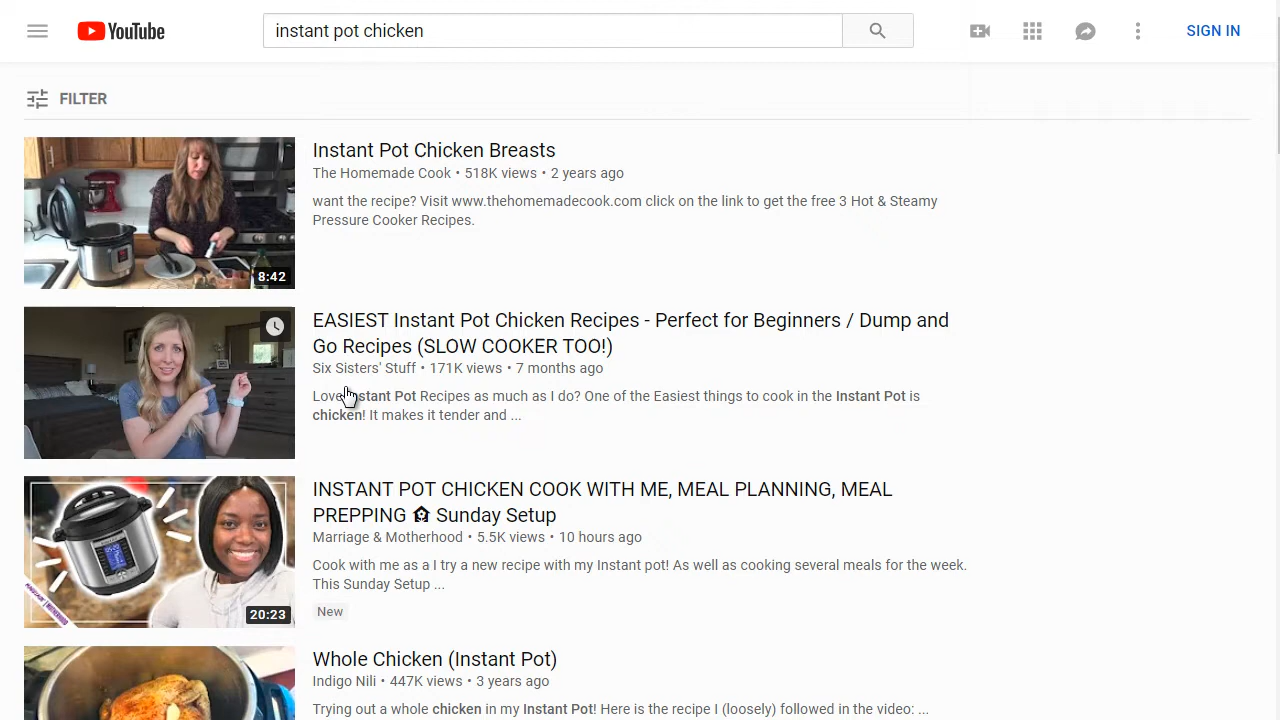 YouTube
instant pot chicken
SIGN IN
FILTER
Instant Pot Chicken Breasts
The Homemade Cook • 518K views • 2 years ago
want the recipe? Visit www.thehomemadecook.com click on the link to get the free 3 Hot & Steamy
Pressure Cooker Recipes.
8:42
EASIEST Instant Pot Chicken Recipes - Perfect for Beginners / Dump and
Go Recipes (SLOW COOKER TOO!)
Six Sisters' Stuff • 171K views • 7 months ago
Love Instant Pot Recipes as much as I do? One of the Easiest things to cook in the Instant Pot is
chicken! It makes it tender and ...
INSTANT POT CHICKEN COOK WITH ME, MEAL PLANNING, MEAL
PREPPING 🏠 Sunday Setup
Marriage & Motherhood • 5.5K views • 10 hours ago
Cook with me as a I try a new recipe with my Instant pot! As well as cooking several meals for the week.
This Sunday Setup ...
New
20:23
Whole Chicken (Instant Pot)
Indigo Nili • 447K views • 3 years ago
Trying out a whole chicken in my Instant Pot! Here is the recipe I (loosely) followed in the video: ...